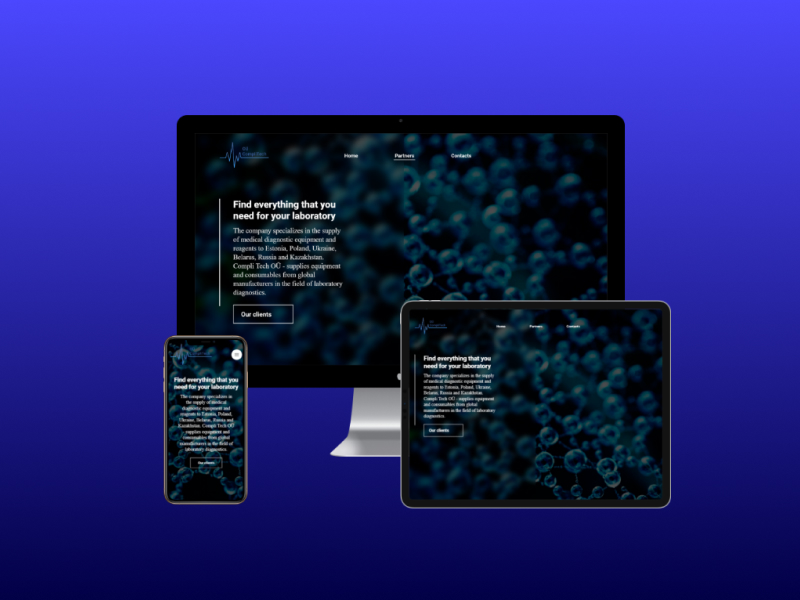 Home
Partners
Contacts
Find everything that you
need for your laboratory
The company specializes in the supply
of medical diagnostic equipment and
reagents to Estonia, Poland, Ukraine,
Belarus, Russia and Kazakhstan.
Compli Tech OÜ - supplies equipment
and consumables from global
manufacturers in the field of laboratory
diagnostics.
Our clients
Find everything that you
need for your laboratory
The company specializes in
the supply of medical
diagnostic equipment and
reagents to Estonia, Poland,
Ukraine, Belarus, Russia and
Kazakhstan. Compli Tech OÜ
- supplies equipment and
consumables from global
manufacturers in the field of
laboratory diagnostics.
Our clients
Home
Partners
Contacts
Find everything that you
need for your laboratory
The company specializes in the supply
of medical diagnostic equipment and
reagents to Estonia, Poland, Ukraine,
Belarus, Russia and Kazakhstan.
Compli Tech OÜ - supplies equipment
and consumables from global
manufacturers in the field of laboratory
diagnostics.
Our clients